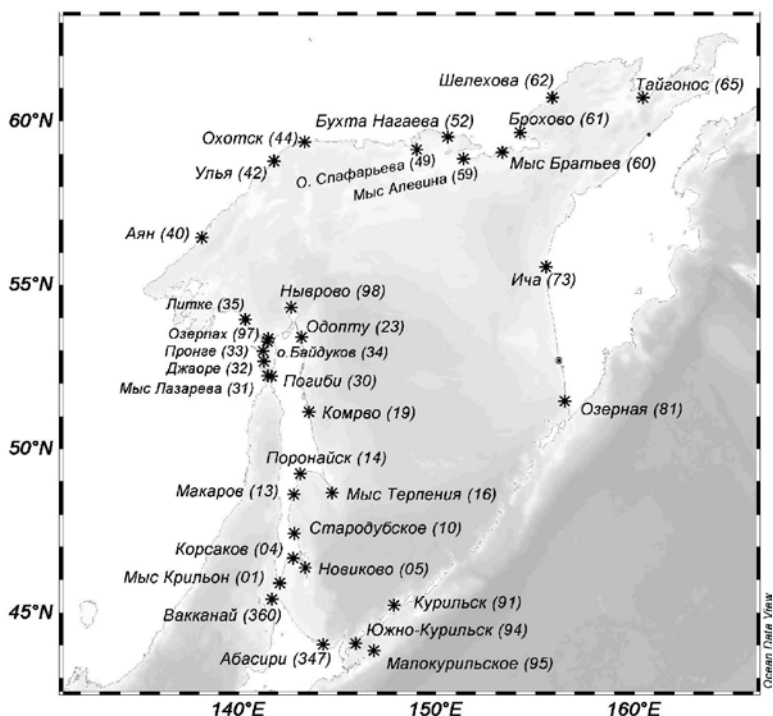 Шелехова (62)
Тайгонос (65)
60°N
Бухта Нагаева (52)
Брохово (61)
Охотск (44)
Улья (42)
О. Спафарьева (49)
Мыс Алевина (59)
Мыс Братьев (60)
Аян (40)
55°N
Ича (73)
Ныврово (98)
Литке (35)
Одопту (23)
Озерпах (97)
Пронге (33)
о.Байдуков (34)
Джаоре (32)
Мыс Лазарева (31)
Погиби (30)
Комрво (19)
Озерная (81)
50°N
Поронайск (14)
Макаров (13)
Мыс Терпения (16)
Стародубское (10)
Корсаков (04)
Новиково (05)
Мыс Крильон (01)
45°N
Вакканай (360)
Курильск (91)
Южно-Курильск (94)
Абасири (347)
Малокурильское (95)
Ocean Data View
140°E
150°E
160°E